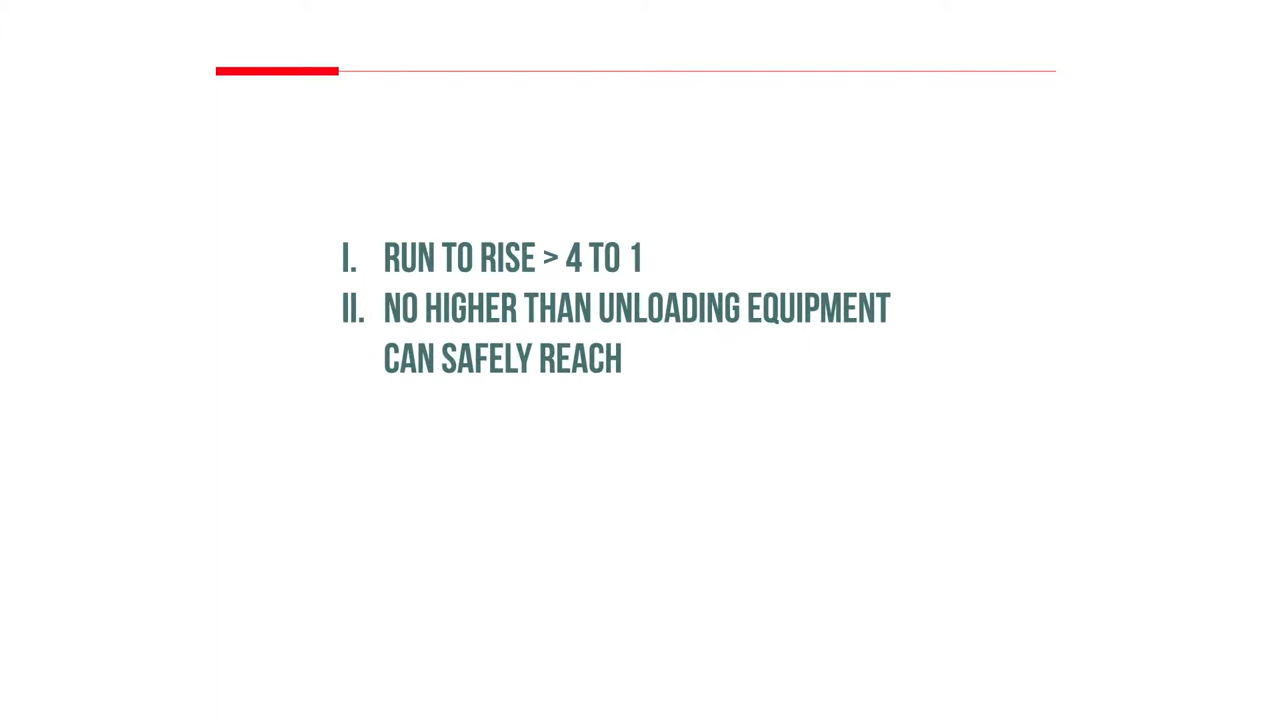 I. RUN TO RISE > 4 TO 1
II. NO HIGHER THAN UNLOADING EQUIPMENT
CAN SAFELY REACH